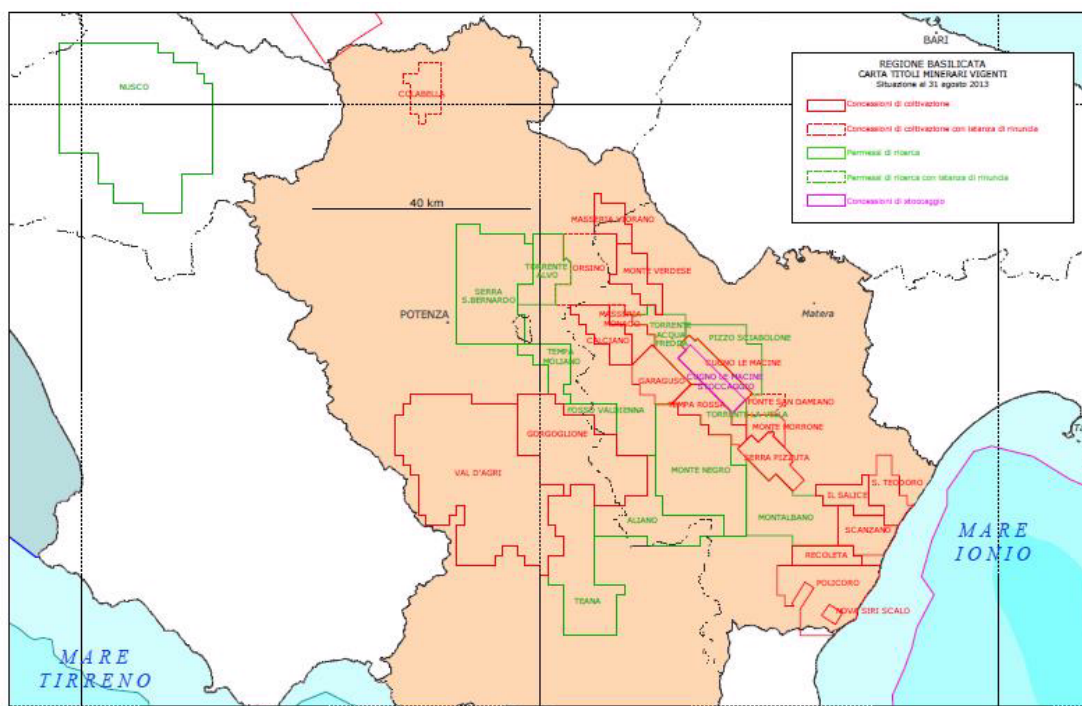 BARI
REGIONE BASILICATA
CARTA TITOLI MINERARI VIGENTI
Situazione al 31 agosto 2013
Concessioni di coltivazione
Concessioni di coltivazione con istanza di rinuncia
Permessi di ricerca
Permessi di ricerca con istanza di rinuncia
Concessioni di stoccaggio
NUSCO
COLABELLA
40 km
MASSERIA VIORANO
TORRENTE
ALVO
ORSINO
MONTE VERDESE
SERRA
S.BERNARDO
POTENZA
Matera
MASSERIA
MONACO
CALCIANO
TORRENTE
ACQUA
FREDDA
PIZZO SCIABOLONE
TEMPA
MOLIANO
CUGNO LE MACINE
CUGNO LE MACINE
STOCCAGGIO
GARAGUSO
TEMPA ROSSA
FONTE SAN DAMIANO
FOSSO VALDIENNA
TORRENTE LA VELLA
MONTE MORRONE
GORGOGLIONE
SERRA PIZZUTA
VAL D'AGRI
MONTE NEGRO
S. TEODORO
IL SALICE
ALIANO
MONTALBANO
SCANZANO
MARE
IONIO
RECOLETA
POLICORO
TEANA
NOVA SIRI SCALO
MARE
TIRRENO